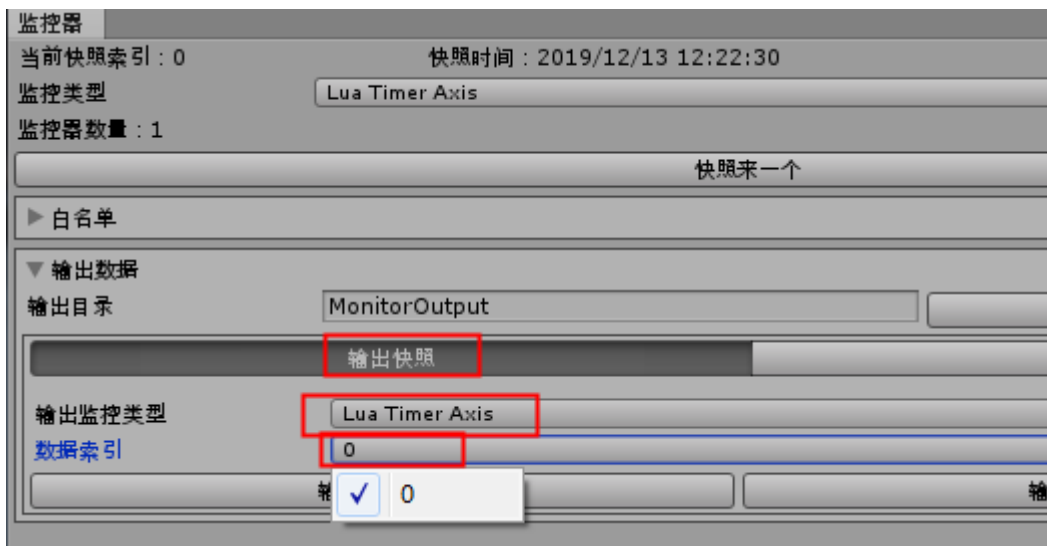 监控器
当前快照索引：0 快照时间：2019/12/13 12:22:30
监控类型 Lua Timer Axis
监控器数量：1
快照来一个
白名单
输出数据
输出目录 MonitorOutput
输出快照
输出监控类型 Lua Timer Axis
数据索引 0
0